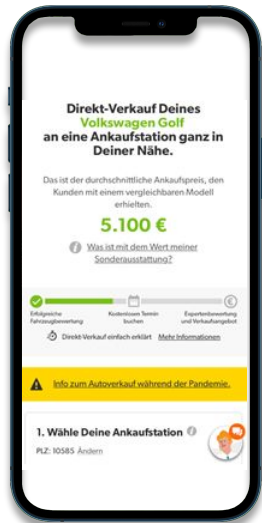 Direkt-Verkauf Deines
Volkswagen Golf
an eine Ankaufstation ganz in
Deiner Nähe.
Das ist der durchschnittliche Ankaufspreis, den
Kunden mit einem vergleichbaren Modell
erhielten.
5.100 €
Was ist mit dem Wert meiner
Sonderausstattung?
Erfolgreiche Fahrzeugbewertung
Kostenlosen Termin buchen
Expertenbewertung und Verkaufsangebot
Direkt-Verkauf einfach erklärt Mehr Informationen
Info zum Autoverkauf während der Pandemie.
1. Wähle Deine Ankaufstation
PLZ: 10585 Ändern